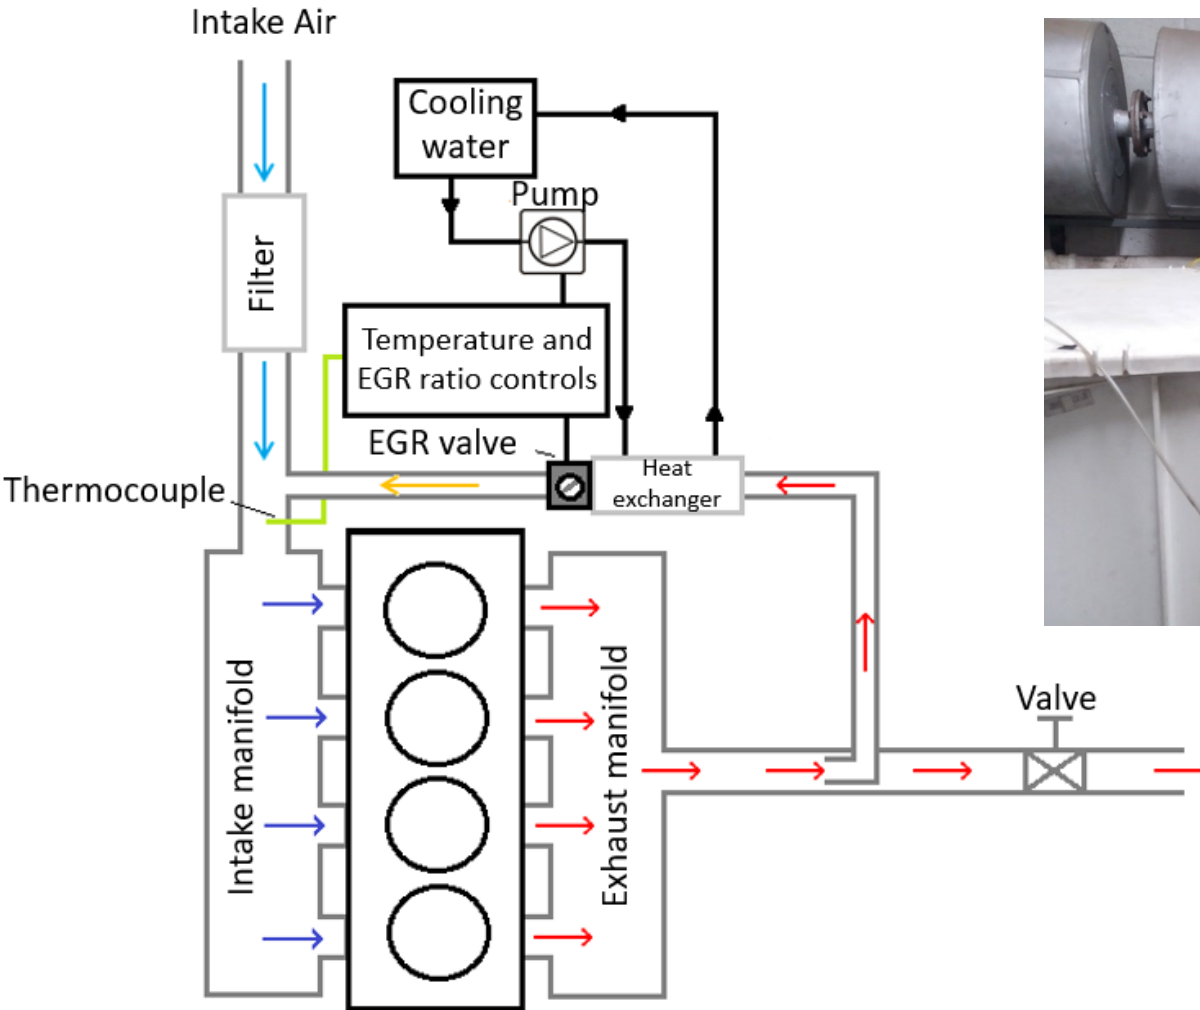 Intake Air
Cooling
water
Pump
Filter
Temperature and
EGR ratio controls
EGR valve
Heat
exchanger
Thermocouple
Intake manifold
Exhaust manifold
Valve